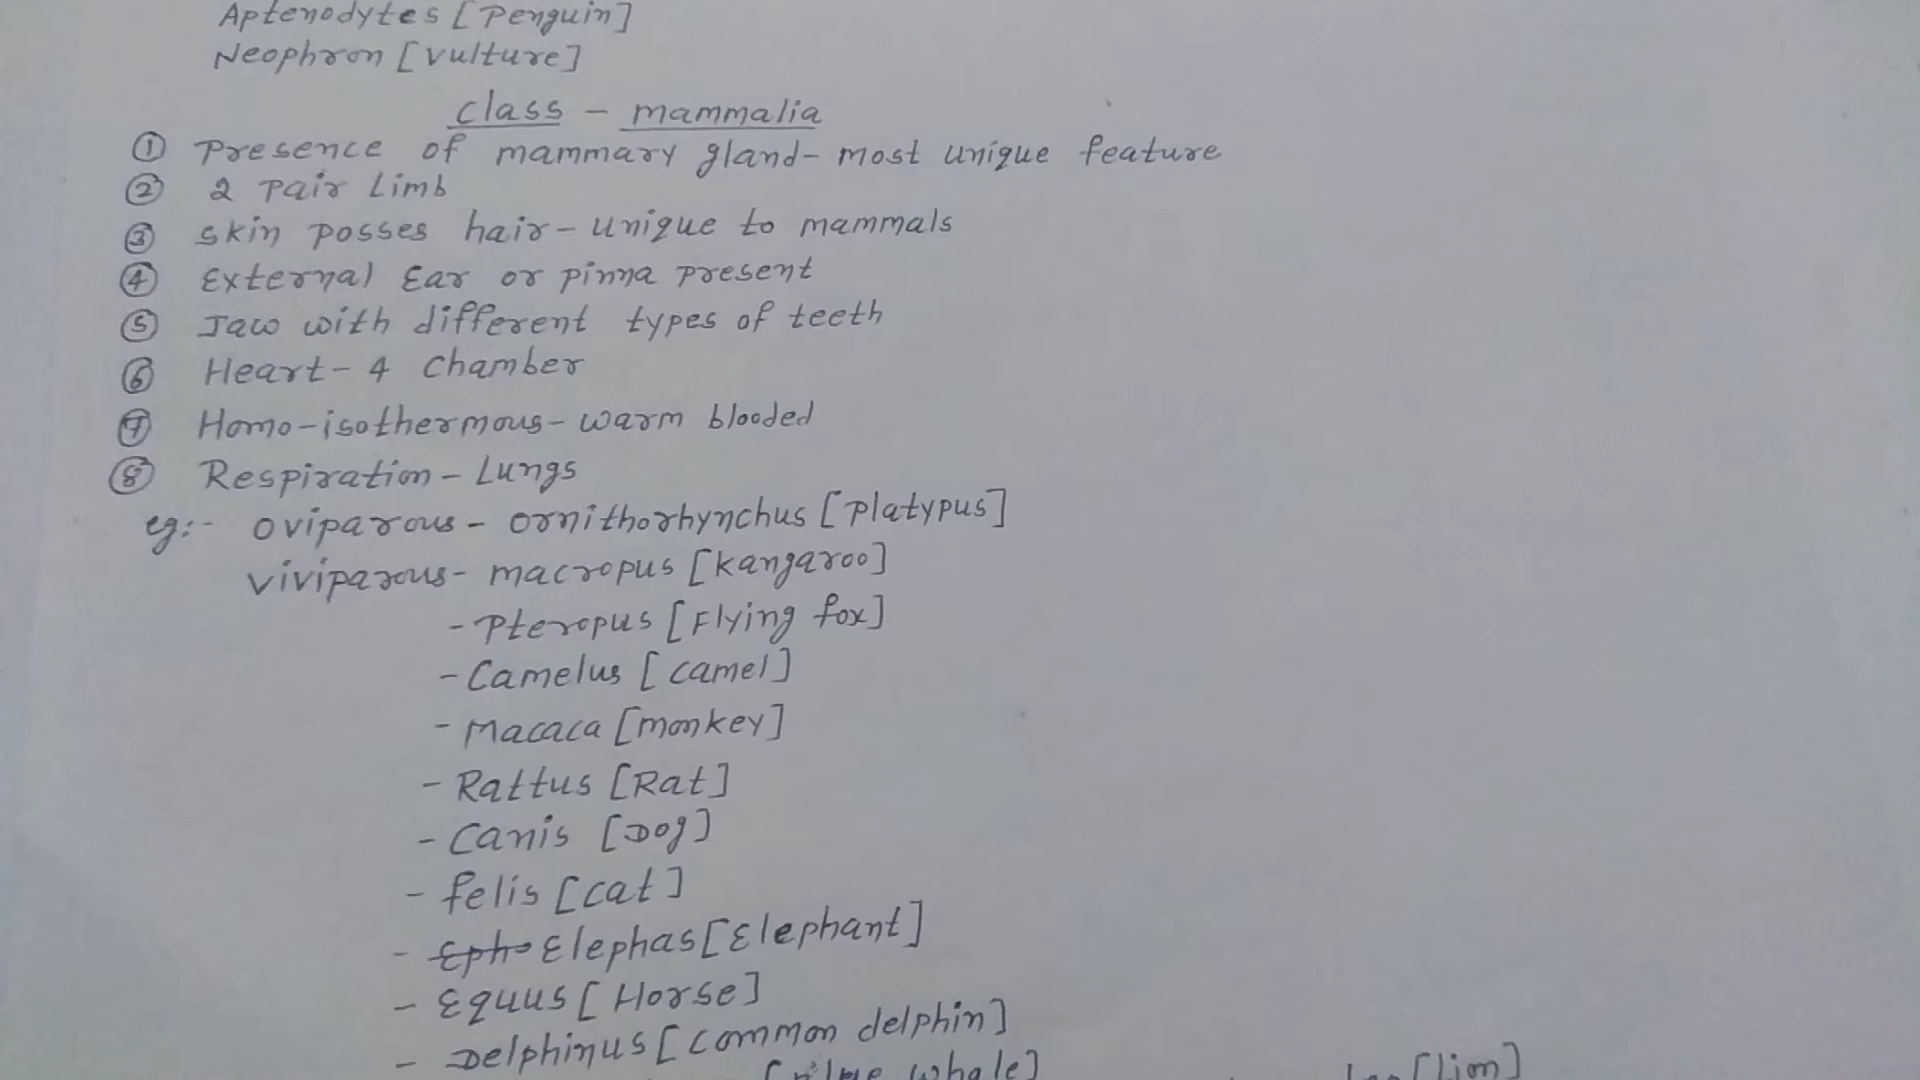 Aptenodytes [Penguin]
Neophron [vulture]
class - mammalia
① Presence of mammary gland- most unique feature
② 2 pair Limb
③ skin posses hair- unique to mammals
④ External Ear or pinna present
⑤ Jaw with different types of teeth
⑥ Heart- 4 chamber
⑦ Homo-isothermous- warm blooded
⑧ Respiration - Lungs
eg:- oviparous - ornithorhynchus [platypus]
viviparous- macropus [kangaroo]
- Pteropus [Flying fox]
- Camelus [camel]
- Macaca [monkey]
- Rattus [Rat]
- Canis [Dog]
- felis [cat]
- Epho Elephas [Elephant]
- Equus [Horse]
- Delphinus [common delphin]
whale] [lion]